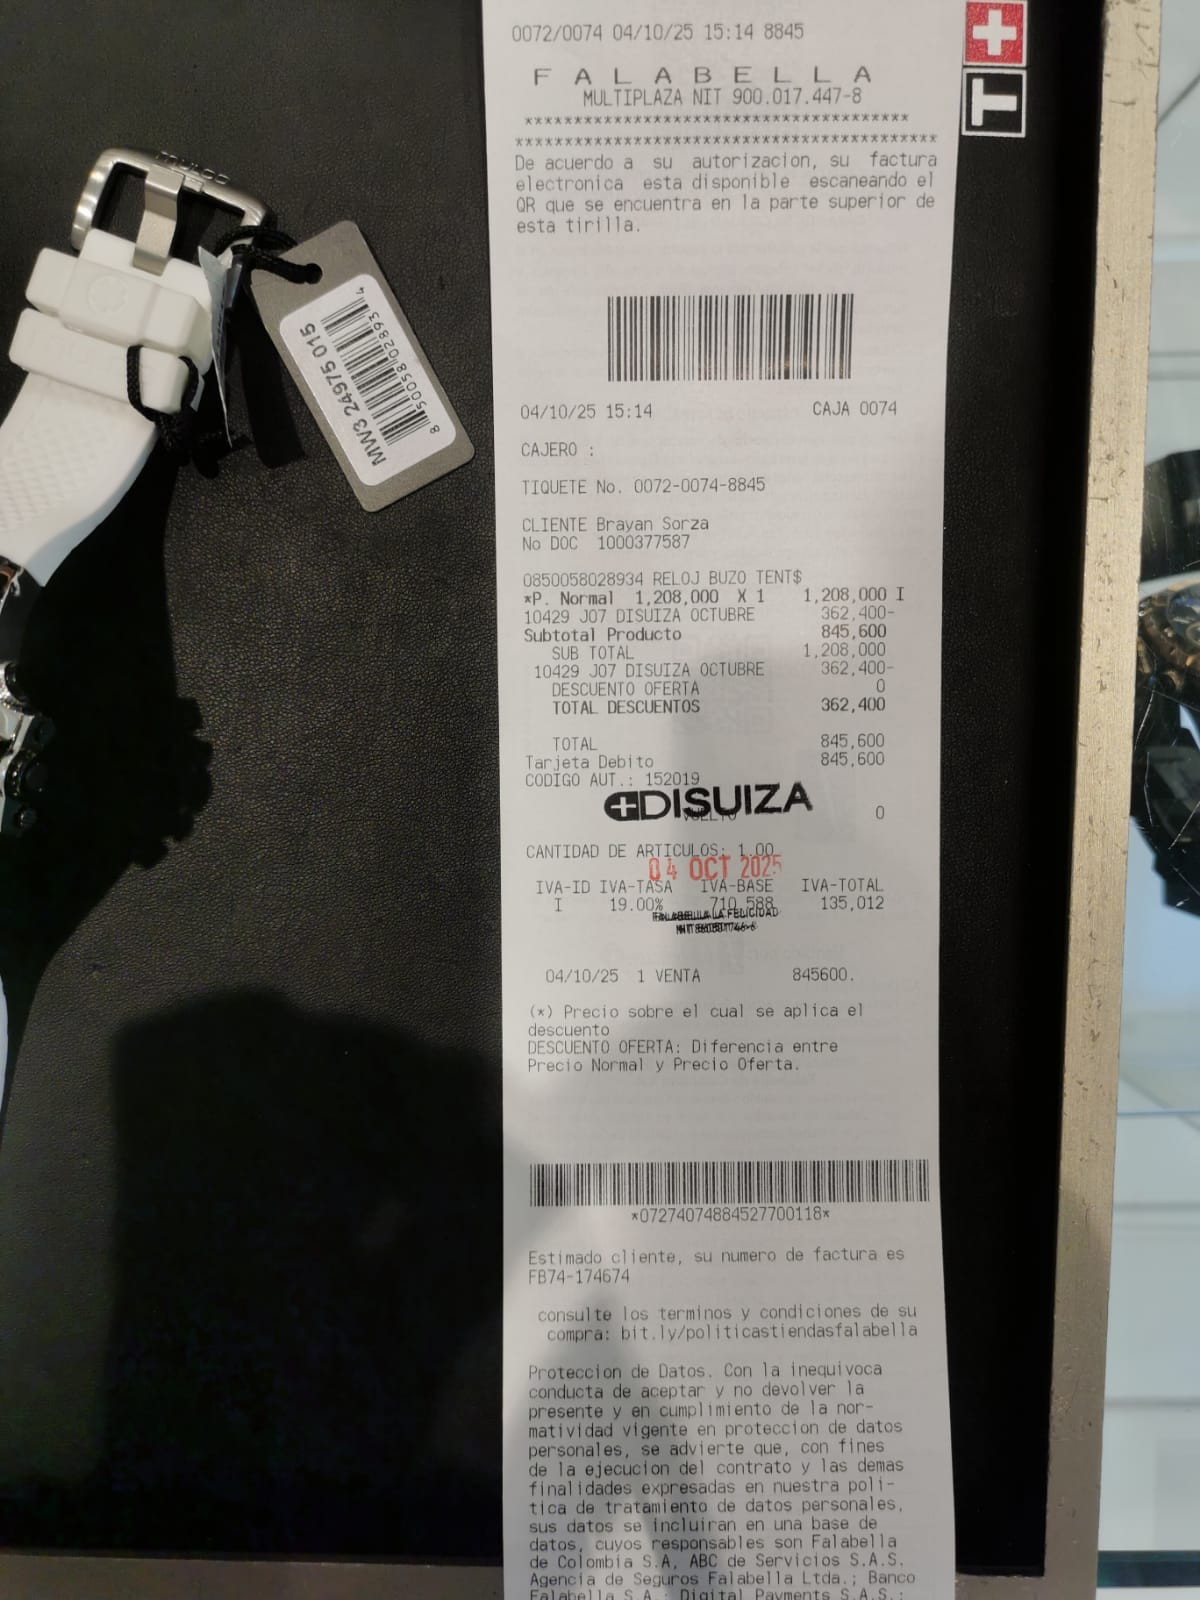 0072/0074 04/10/25 15:14 8845
F A L A B E L L A
MULTIPLAZA NIT 900.017.447-8
**************************************
******************************************
De acuerdo a su autorizacion, su factura
electronica esta disponible escaneando el
QR que se encuentra en la parte superior de
esta tirilla.
04/10/25 15:14 CAJA 0074
CAJERO :
TIQUETE No. 0072-0074-8845
CLIENTE Brayan Sorza
No DOC 1000377587
0850058028934 RELOJ BUZO TENT$
*P. Normal 1,208,000 X 1 1,208,000 I
10429 J07 DISUIZA OCTUBRE 362,400-
Subtotal Producto 845,600
SUB TOTAL 1,208,000
10429 J07 DISUIZA OCTUBRE 362,400-
DESCUENTO OFERTA 0
TOTAL DESCUENTOS 362,400
TOTAL 845,600
Tarjeta Debito 845,600
CODIGO AUT.: 152019
DISUIZA
VUELTO 0
CANTIDAD DE ARTICULOS: 1.00
04 OCT 2025
IVA-ID IVA-TASA IVA-BASE IVA-TOTAL
I 19.00% 710,588 135,012
FALABELLA LA FELICIDAD
NIT
04/10/25 1 VENTA 845600.
(*) Precio sobre el cual se aplica el
descuento
DESCUENTO OFERTA: Diferencia entre
Precio Normal y Precio Oferta.
*07274074884527700118*
Estimado cliente, su numero de factura es
FB74-174674
consulte los terminos y condiciones de su
compra: bit.ly/politicastiendasfalabella
Proteccion de Datos. Con la inequivoca
conducta de aceptar y no devolver la
presente y en cumplimiento de la nor-
matividad vigente en proteccion de datos
personales, se advierte que, con fines
de la ejecucion del contrato y las demas
finalidades expresadas en nuestra poli-
tica de tratamiento de datos personales,
sus datos se incluiran en una base de
datos, cuyos responsables son Falabella
de Colombia S.A, ABC de Servicios S.A.S.
Agencia de Seguros Falabella Ltda.; Banco
Falabella S.A.; Digital Payments S.A.S.;
mulco
MW3 24975 015
8 50058 02893 4
T